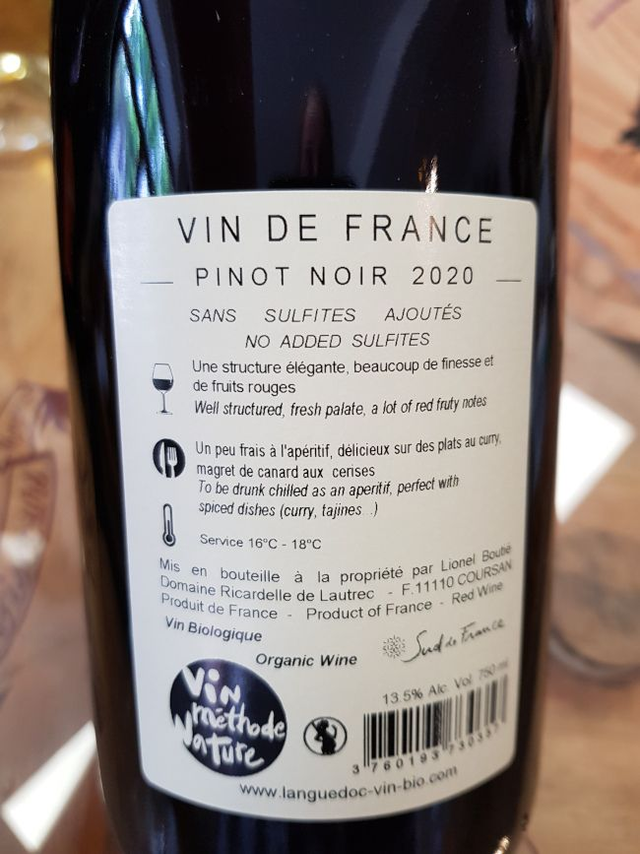 VIN DE FRANCE
PINOT NOIR 2020
SANS SULFITES AJOUTÉS
NO ADDED SULFITES
Une structure élégante, beaucoup de finesse et
de fruits rouges
Well structured, fresh palate, a lot of red fruty notes
Un peu frais à l'apéritif, délicieux sur des plats au curry,
magret de canard aux cerises
To be drunk chilled as an aperitif, perfect with
spiced dishes (curry, tajines...)
Service 16°C - 18°C
Mis en bouteille à la propriété par Lionel Boutié
Domaine Ricardelle de Lautrec - F.11110 COURSAN
Produit de France - Product of France - Red Wine
Vin Biologique
Sud de France
Organic Wine
13.5% Alc. Vol. 750 ml
Vin
méthode
Nature
3 760193 73033
www.languedoc-vin-bio.com